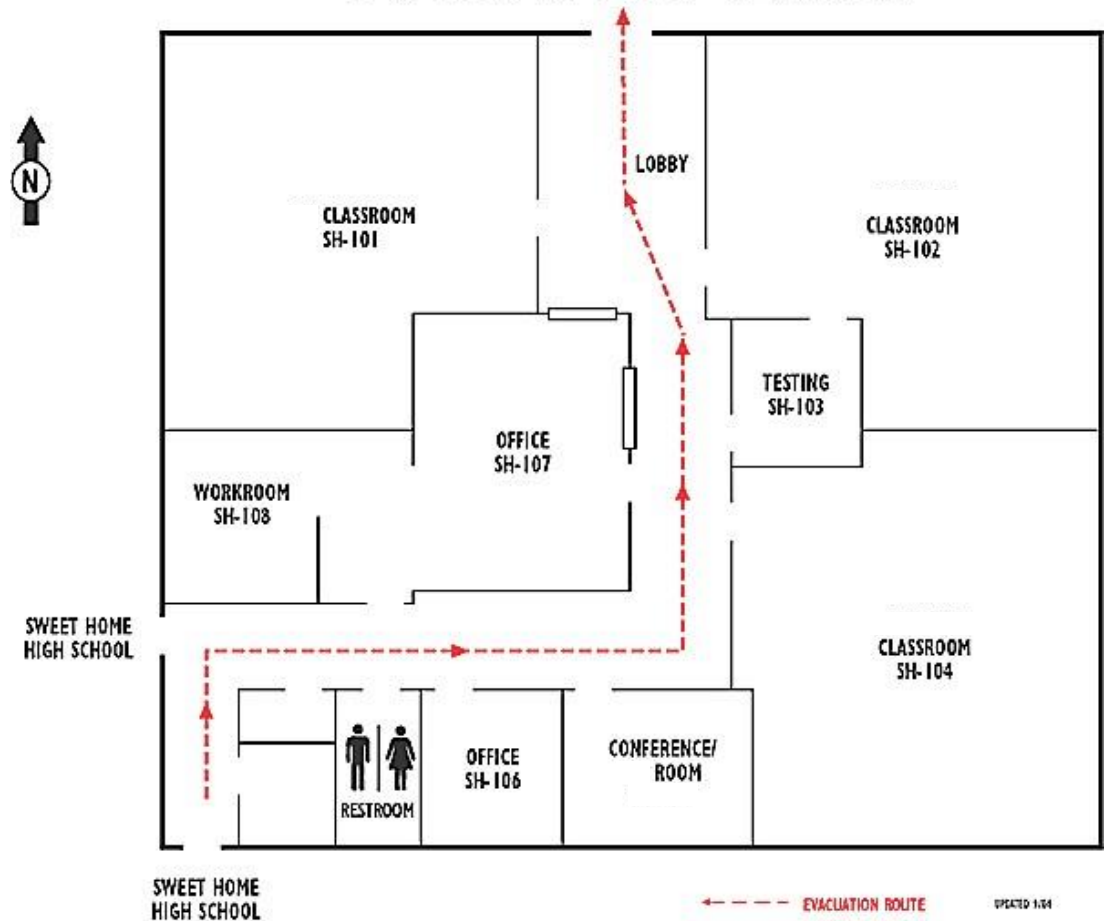 N
LOBBY
CLASSROOM
SH-101
CLASSROOM
SH-102
TESTING
SH-103
OFFICE
SH-107
WORKROOM
SH-108
SWEET HOME
HIGH SCHOOL
CLASSROOM
SH-104
RESTROOM
OFFICE
SH-106
CONFERENCE/
ROOM
SWEET HOME
HIGH SCHOOL
EVACUATION ROUTE
UPDATED